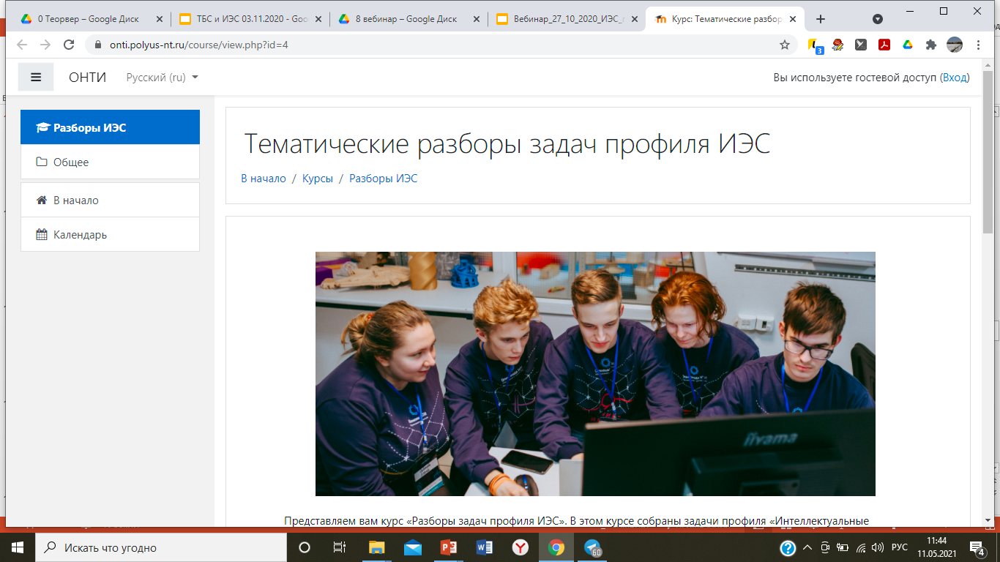 0 Теорвер – Google Диск
ТБС и ИЭС 03.11.2020 - Goo
8 вебинар – Google Диск
Вебинар_27_10_2020_ИЭС_
Курс: Тематические разбор
onti.polyus-nt.ru/course/view.php?id=4
3
ОНТИ
Русский (ru)
Вы используете гостевой доступ (Вход)
Разборы ИЭС
Общее
В начало
Календарь
Тематические разборы задач профиля ИЭС
В начало / Курсы / Разборы ИЭС
iiyama
Представляем вам курс «Разборы задач профиля ИЭС». В этом курсе собраны задачи профиля «Интеллектуальные
Искать что угодно
60
РУС
11:44
11.05.2021
4